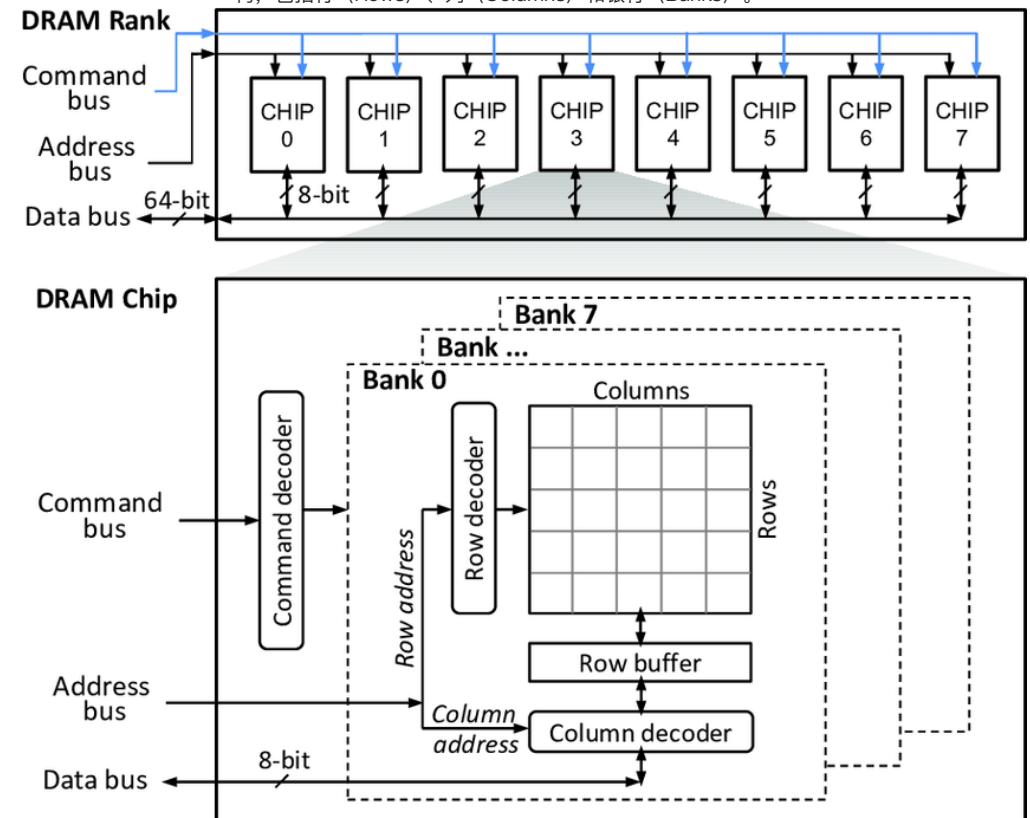 DRAM Rank
Command
bus
Address
bus
64-bit
Data bus
CHIP
0
CHIP
1
CHIP
2
CHIP
3
CHIP
4
CHIP
5
CHIP
6
CHIP
7
8-bit
DRAM Chip
Bank 7
Bank ...
Bank 0
Columns
Rows
Command decoder
Row decoder
Command
bus
Row address
Row buffer
Address
bus
Column
address
Column decoder
8-bit
Data bus